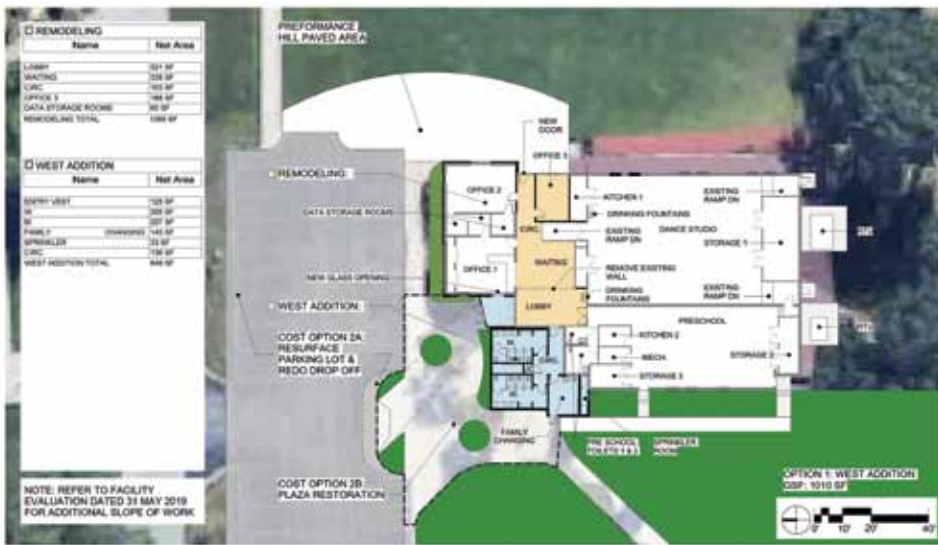 REMODELING
Name Net Area
LOBBY 321 SF
WAITING
CIRC
OFFICE 3
DATA STORAGE ROOMS
REMODELING TOTAL
WEST ADDITION
Name Net Area
ENTRY VEST
W
M
FAMILY CHANGING
SPRINKLER
CIRC
WEST ADDITION TOTAL
NOTE: REFER TO FACILITY
EVALUATION DATED 31 MAY 2019
FOR ADDITIONAL SLOPE OF WORK
PREFORMANCE
HILL PAVED AREA
REMODELING:
DATA STORAGE ROOMS
NEW GLASS OPENING
WEST ADDITION:
COST OPTION 2A:
RESURFACE
PARKING LOT &
REDO DROP OFF
COST OPTION 2B:
PLAZA RESTORATION
NEW
DOOR
OFFICE 3
OFFICE 2
OFFICE 1
CIRC.
WAITING
LOBBY
KITCHEN 1
DRINKING FOUNTAINS
EXISTING
RAMP DN
DANCE STUDIO
REMOVE EXISTING
WALL
DRINKING
FOUNTAINS
EXISTING
RAMP DN
STORAGE 1
EXISTING
RAMP DN
PRESCHOOL
KITCHEN 2
MECH.
STORAGE 2
STORAGE 3
CIRC.
FAMILY
CHANGING
PRE SCHOOL
TOILETS 1 & 2
SPRINKLER
ROOM
OPTION 1: WEST ADDITION
GSF: 1010 SF
0' 10' 20' 40'